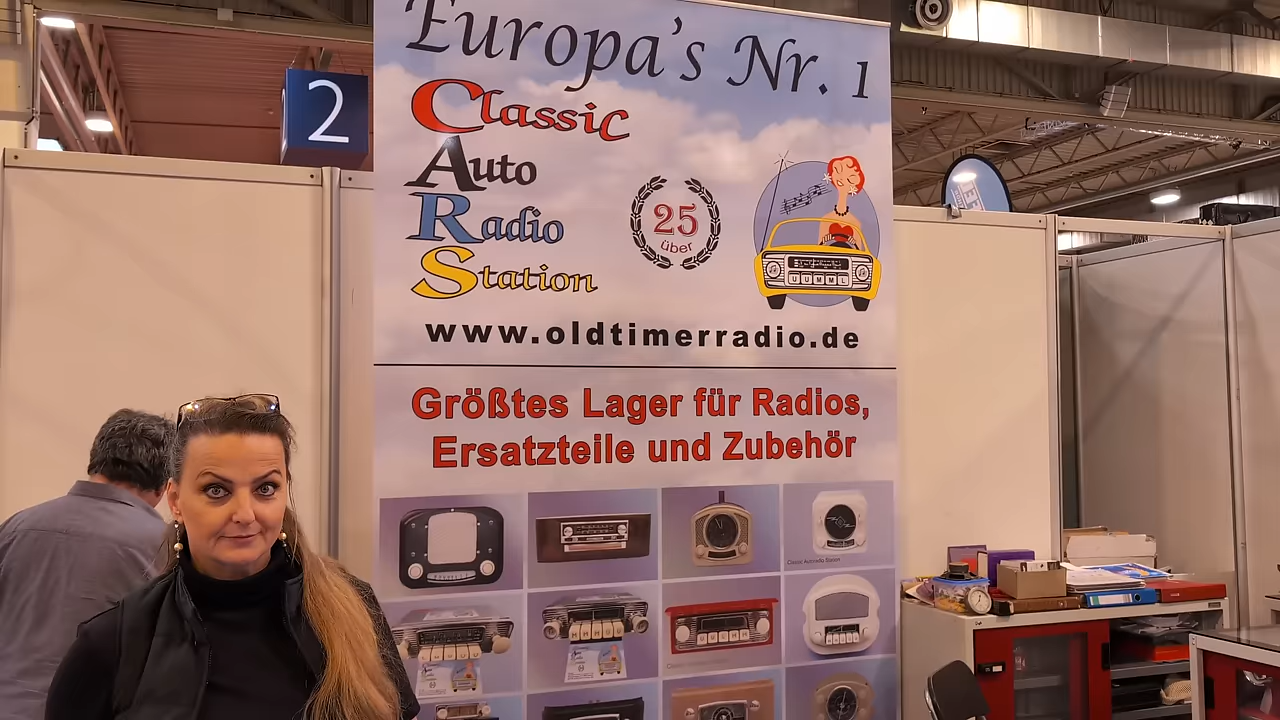 Europa's Nr. 1
Classic
Auto
Radio
Station
25
über
www.oldtimerradio.de
Größtes Lager für Radios,
Ersatzteile und Zubehör
2